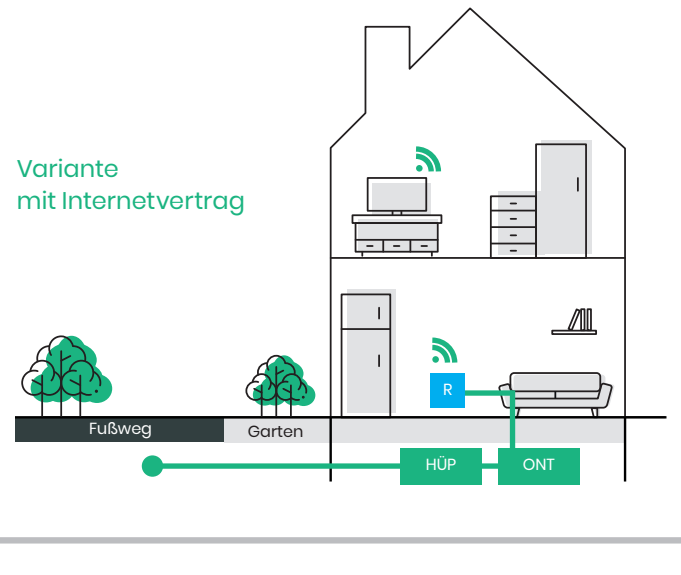 Variante
mit Internetvertrag
R
Fußweg
Garten
HÜP
ONT